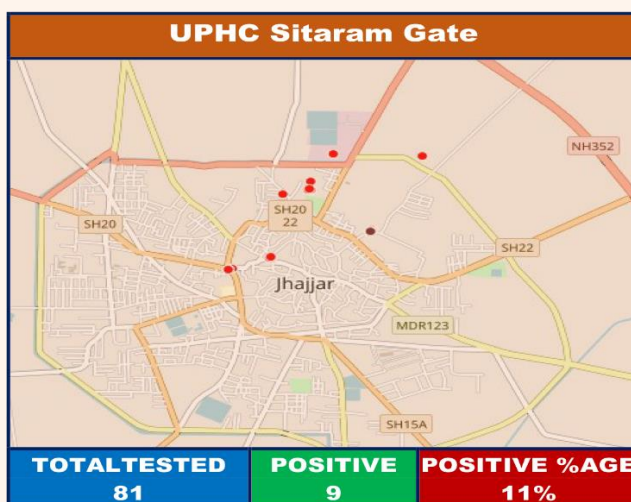 UPHC Sitaram Gate
NH352
SH20
SH20
22
SH22
Jhajjar
MDR123
SH15A
TOTALTESTED
81
POSITIVE
9
POSITIVE %AGE
11%